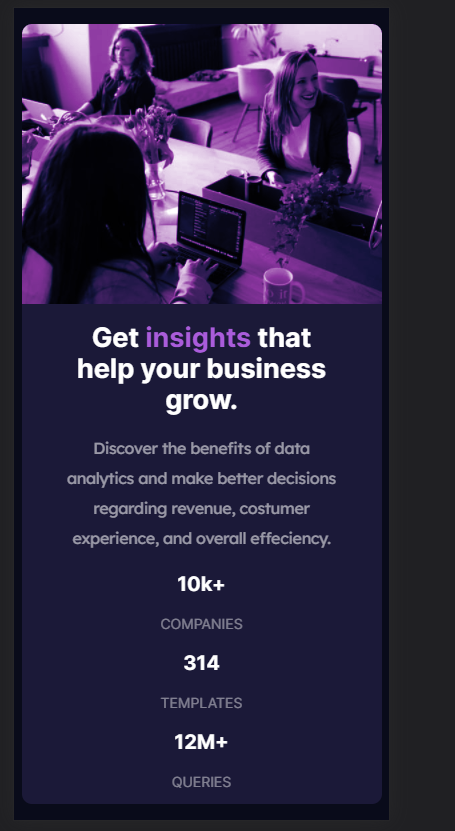 Get insights that
help your business
grow.
Discover the benefits of data
analytics and make better decisions
regarding revenue, costumer
experience, and overall effeciency.
10k+
COMPANIES
314
TEMPLATES
12M+
QUERIES